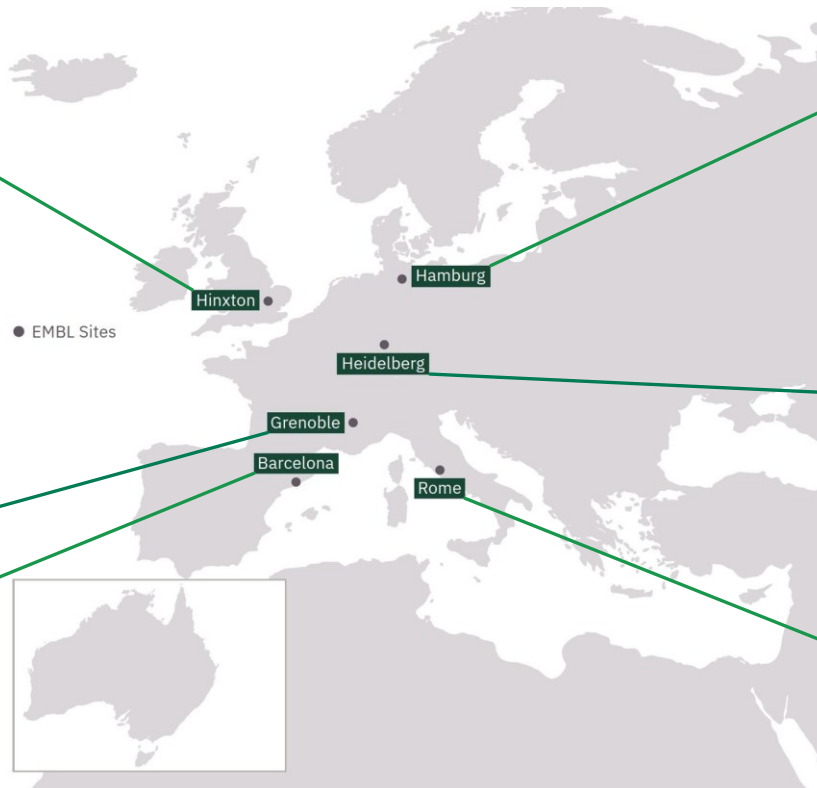 Hamburg
Hinxton
EMBL Sites
Heidelberg
Grenoble
Barcelona
Rome